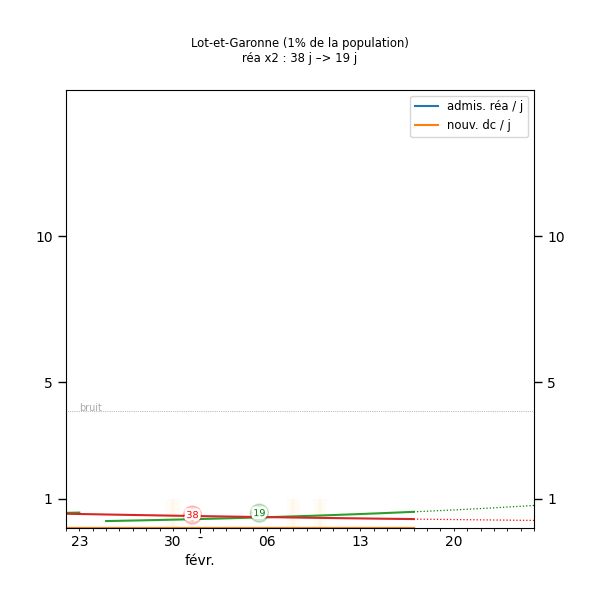 Lot-et-Garonne (1% de la population)
réa x2 : 38 j –> 19 j
admis. réa / j
nouv. dc / j
10 10
5 5
bruit
1 1
38 19
23 30 - 06 13 20
févr.